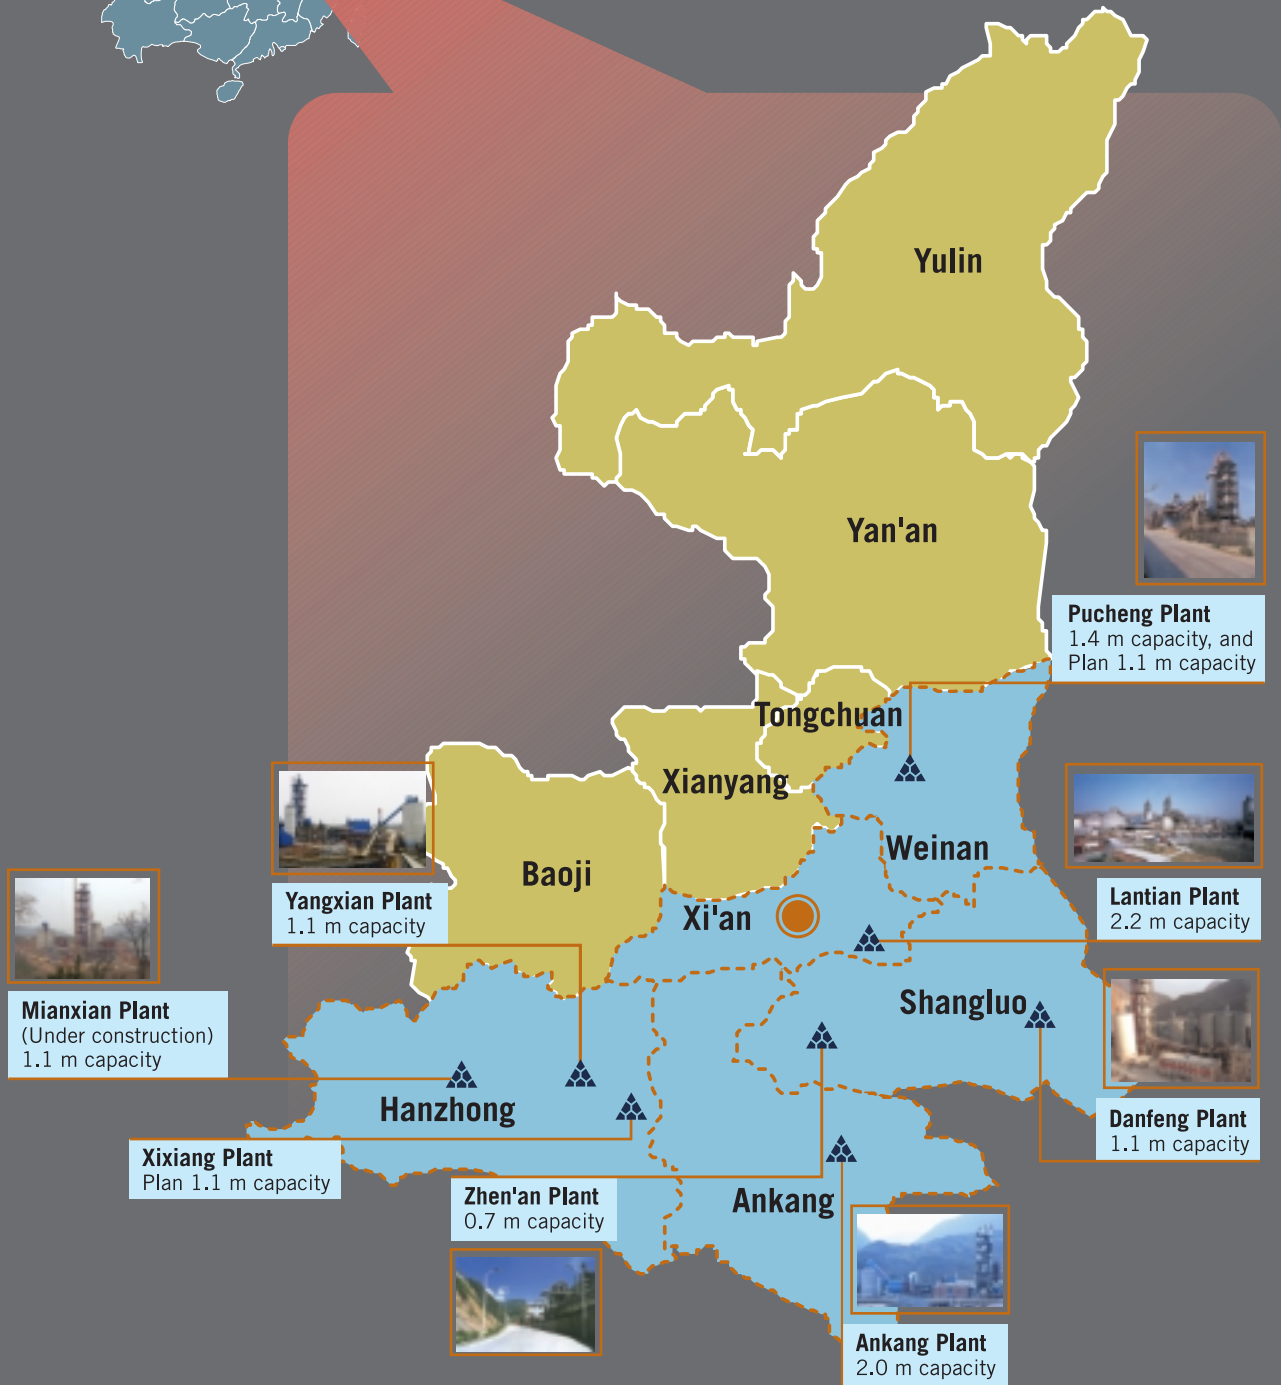 Yulin
Yan'an
Pucheng Plant
1.4 m capacity, and
Plan 1.1 m capacity
Tongchuan
Xianyang
Weinan
Baoji
Yangxian Plant
1.1 m capacity
Xi'an
Lantian Plant
2.2 m capacity
Mianxian Plant
(Under construction)
1.1 m capacity
Shangluo
Hanzhong
Danfeng Plant
1.1 m capacity
Xixiang Plant
Plan 1.1 m capacity
Zhen'an Plant
0.7 m capacity
Ankang
Ankang Plant
2.0 m capacity